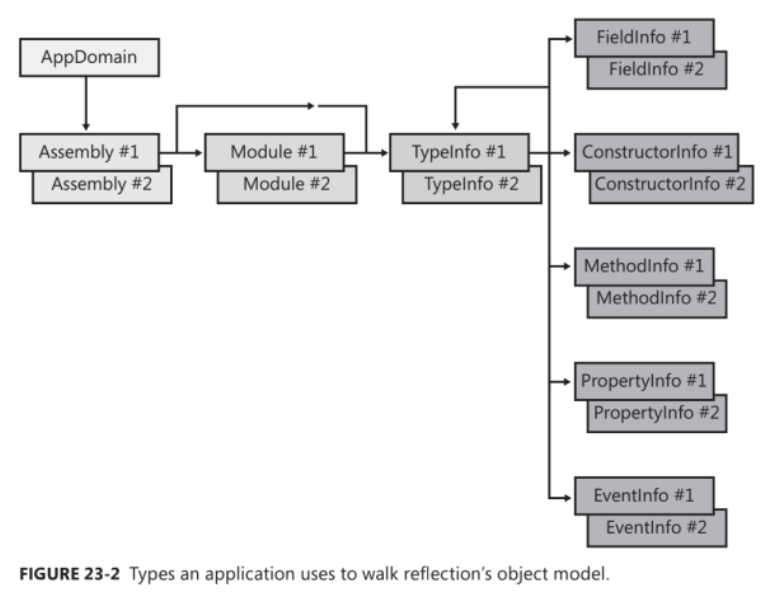 AppDomain
Assembly #1
Assembly #2
Module #1
Module #2
TypeInfo #1
TypeInfo #2
FieldInfo #1
FieldInfo #2
ConstructorInfo #1
ConstructorInfo #2
MethodInfo #1
MethodInfo #2
PropertyInfo #1
PropertyInfo #2
EventInfo #1
EventInfo #2
FIGURE 23-2 Types an application uses to walk reflection’s object model.